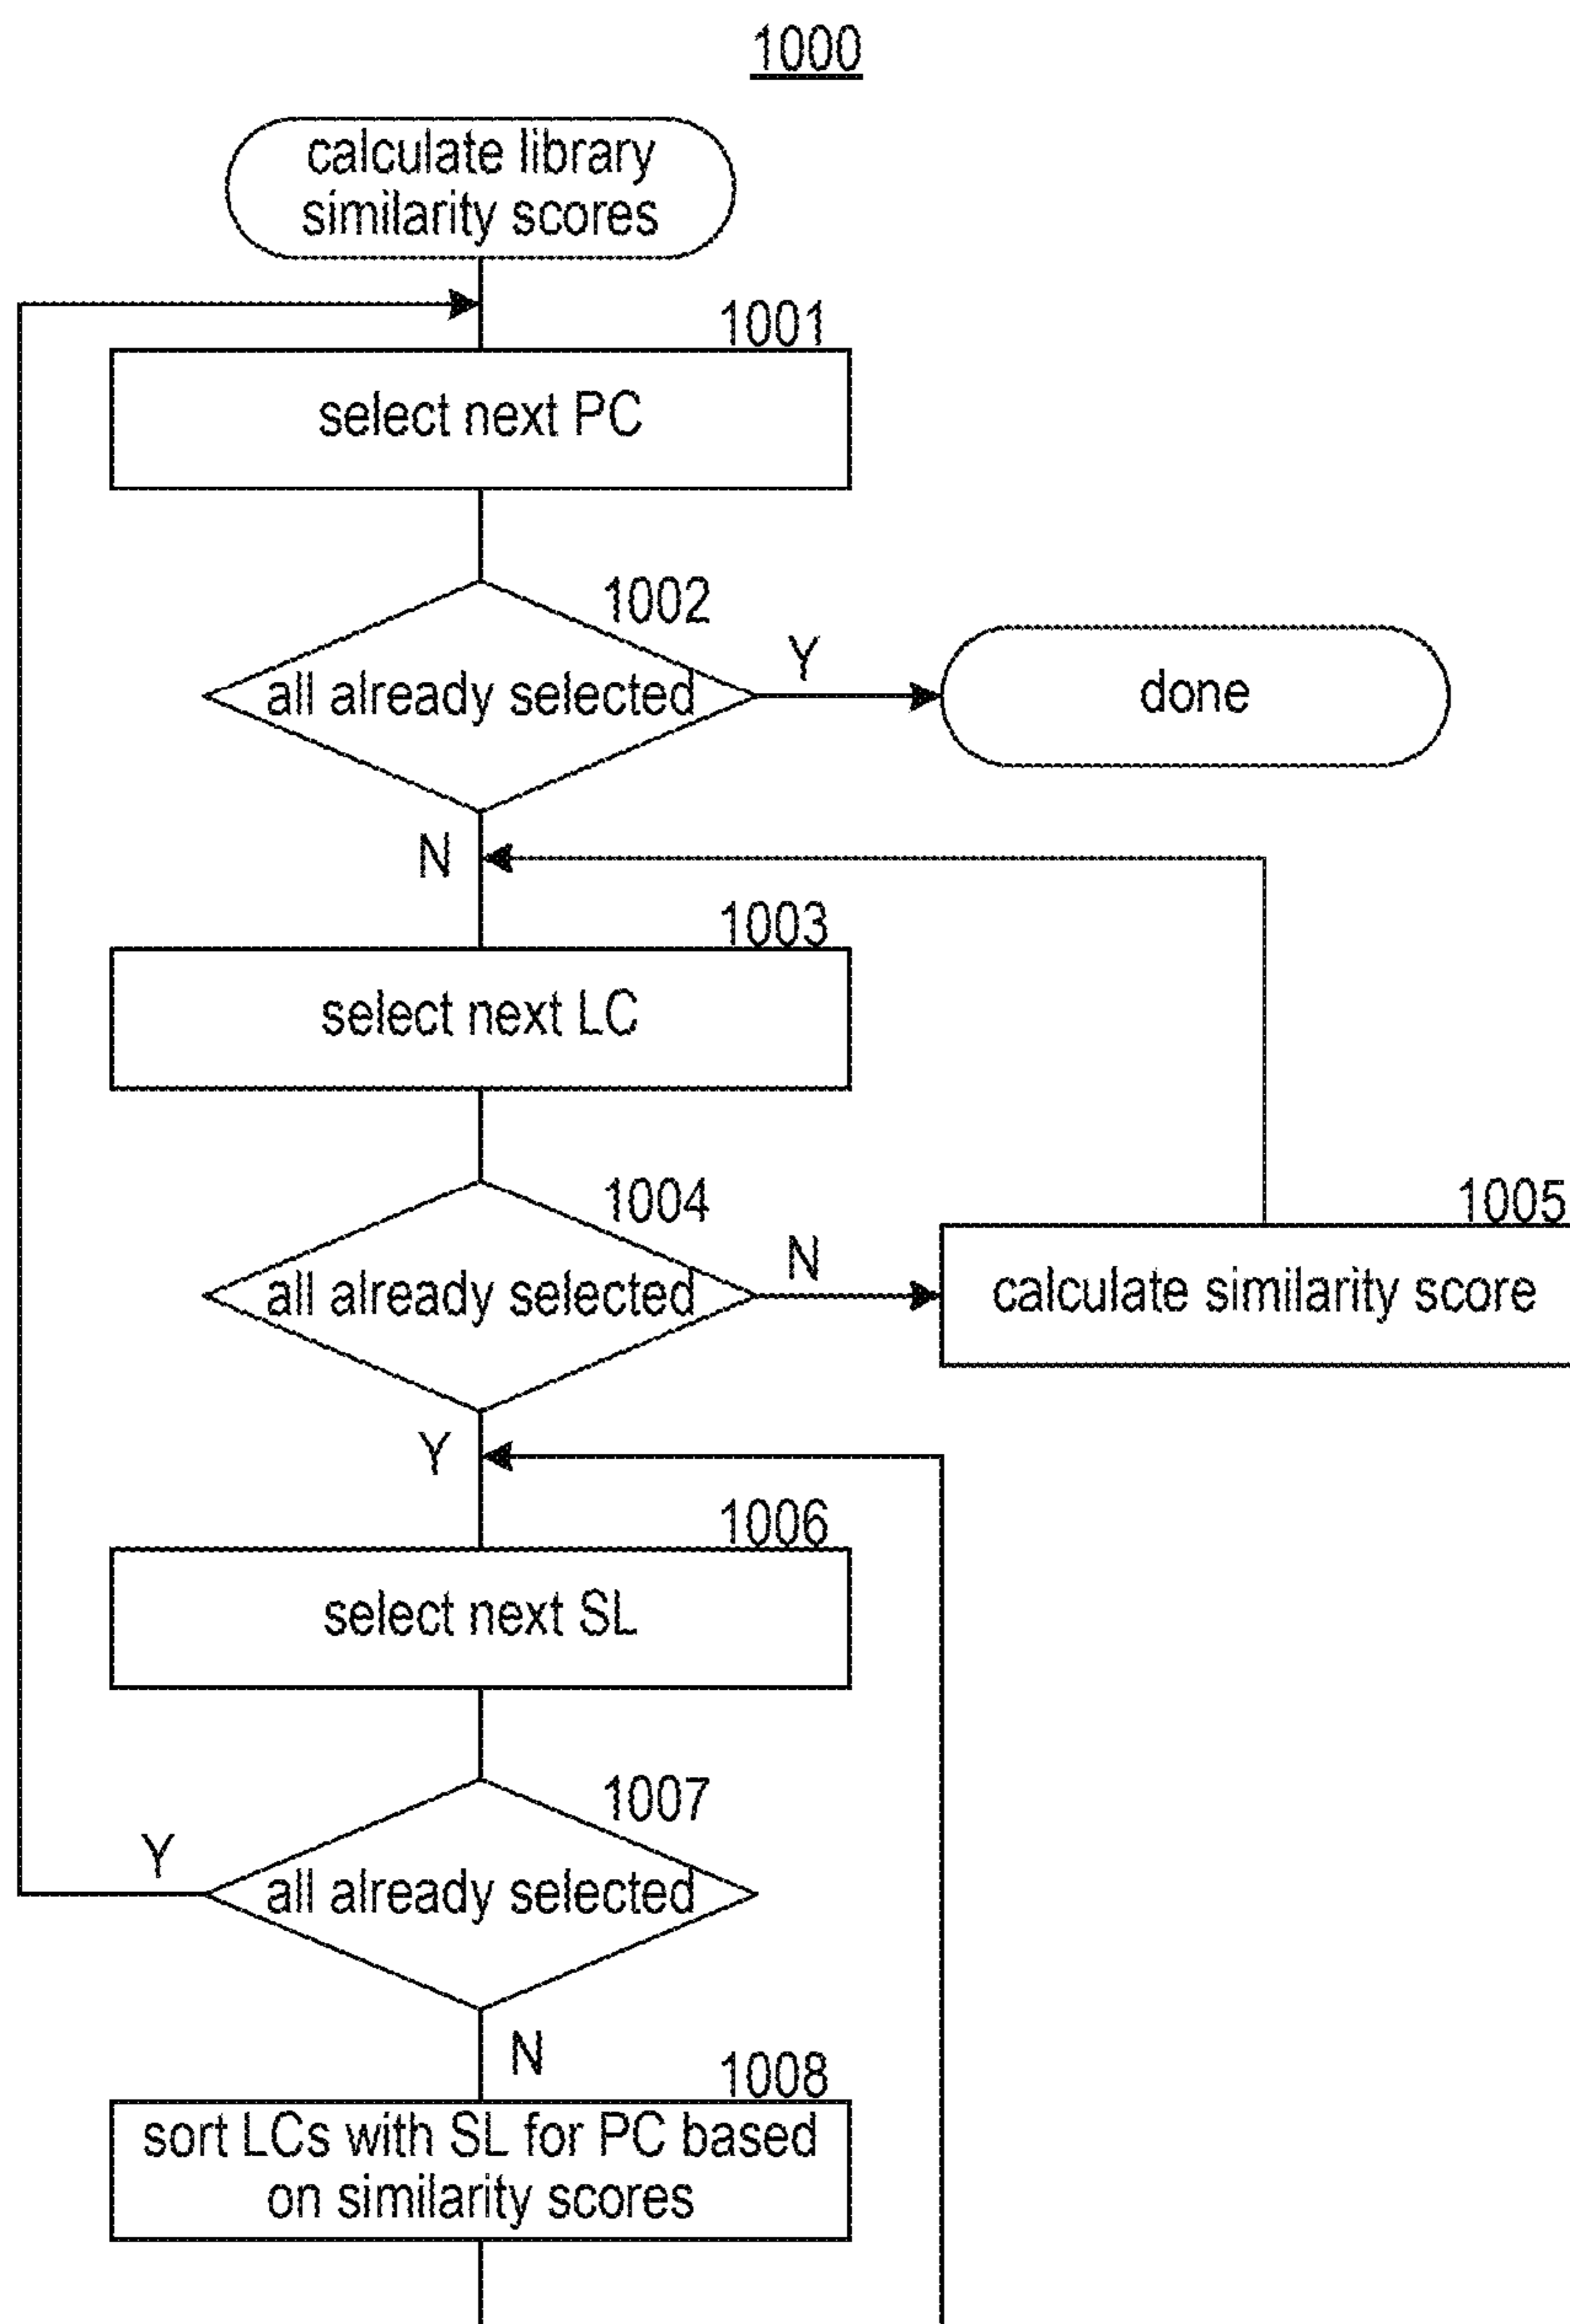 1000
calculate library
similarity scores
1001
select next PC
1002
all already selected
Y
done
N
1003
select next LC
1004
all already selected
N
1005
calculate similarity score
Y
1006
select next SL
1007
all already selected
Y
N
1008
sort LCs with SL for PC based
on similarity scores